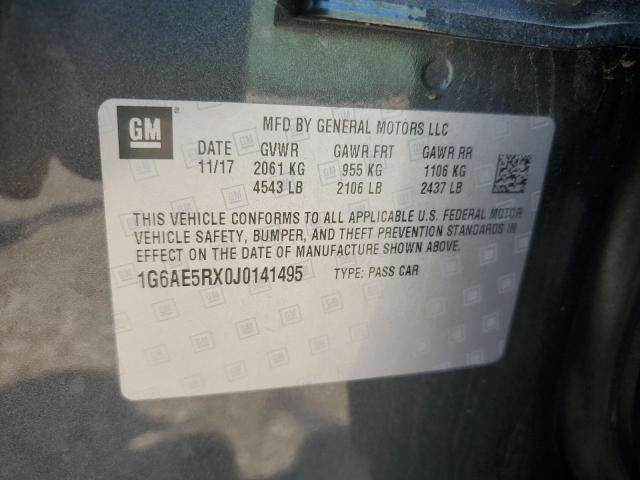 GM
MFD BY GENERAL MOTORS LLC
DATE GVWR GAWR FRT GAWR RR
11/17 2061 KG 955 KG 1106 KG
4543 LB 2106 LB 2437 LB
THIS VEHICLE CONFORMS TO ALL APPLICABLE U.S. FEDERAL MOTOR
VEHICLE SAFETY, BUMPER, AND THEFT PREVENTION STANDARDS IN
EFFECT ON THE DATE OF MANUFACTURE SHOWN ABOVE.
1G6AE5RX0J0141495 TYPE: PASS CAR